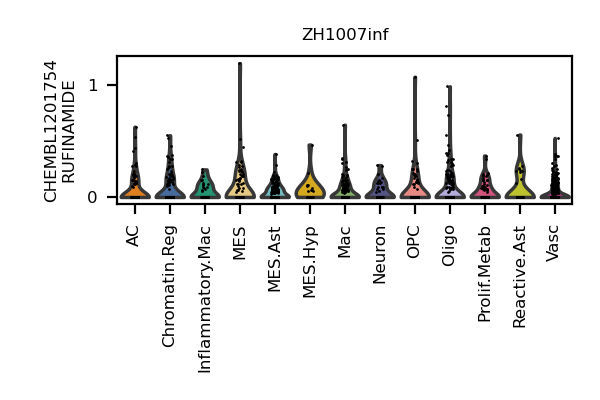 ZH1007inf
CHEMBL1201754
RUFINAMIDE
1
0
AC
Chromatin.Reg
Inflammatory.Mac
MES
MES.Ast
MES.Hyp
Mac
Neuron
OPC
Oligo
Prolif.Metab
Reactive.Ast
Vasc